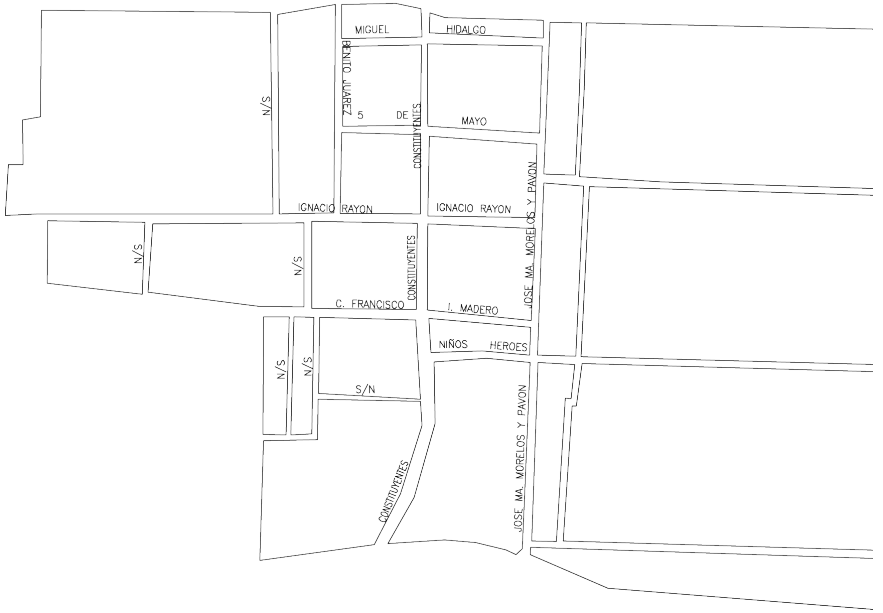 MIGUEL HIDALGO
BENITO JUAREZ
S/N
5 DE MAYO
CONSTITUYENTES
JOSE MA. MORELOS Y PAVON
IGNACIO RAYON
IGNACIO RAYON
S/N
S/N
CONSTITUYENTES
C. FRANCISCO I. MADERO
NIÑOS HEROES
S/N
S/N
S/N
JOSE MA. MORELOS Y PAVON
CONSTITUYENTES